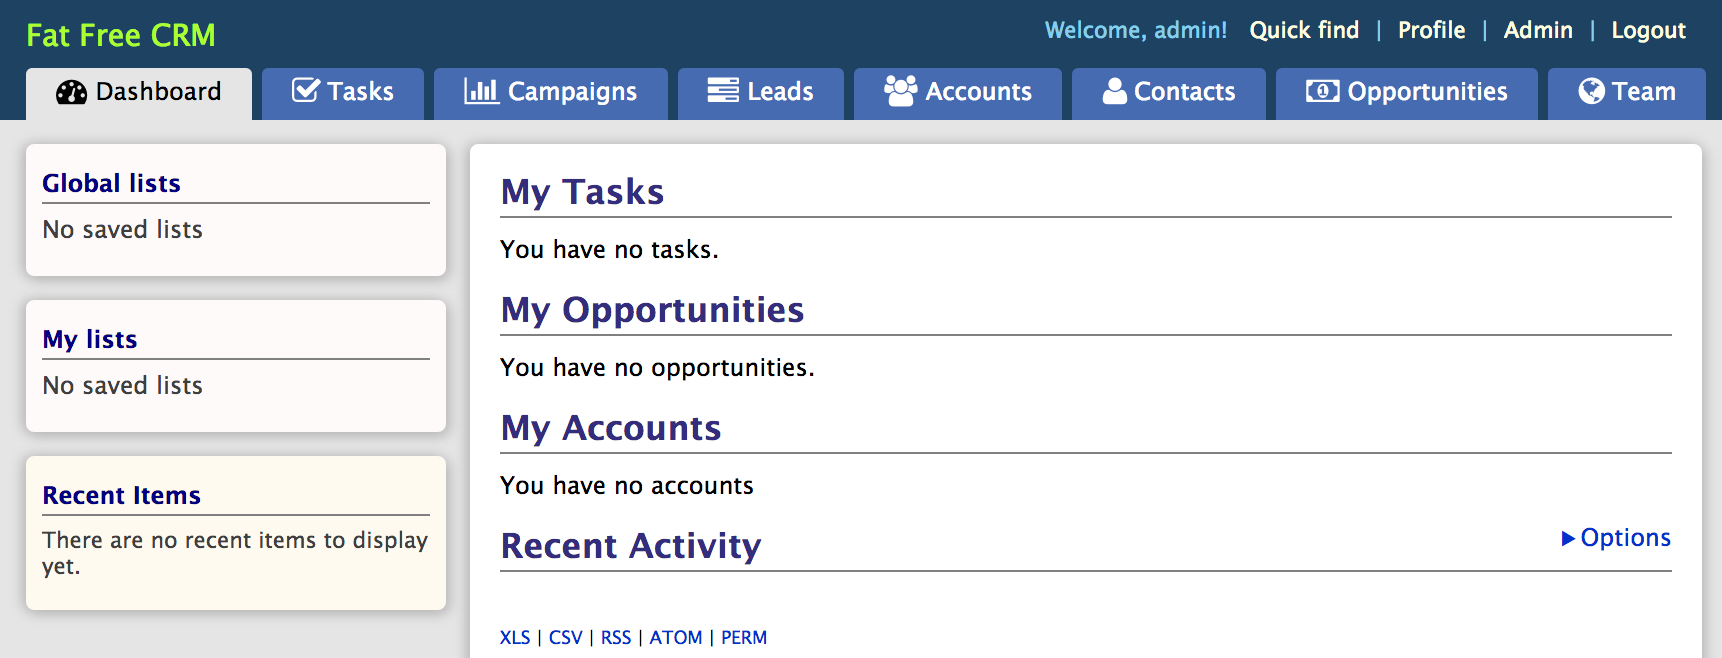 Fat Free CRM
Welcome, admin! Quick find | Profile | Admin | Logout
Dashboard Tasks Campaigns Leads Accounts Contacts Opportunities Team
Global lists
No saved lists
My lists
No saved lists
Recent Items
There are no recent items to display
yet.
My Tasks
You have no tasks.
My Opportunities
You have no opportunities.
My Accounts
You have no accounts
Recent Activity
Options
XLS | CSV | RSS | ATOM | PERM